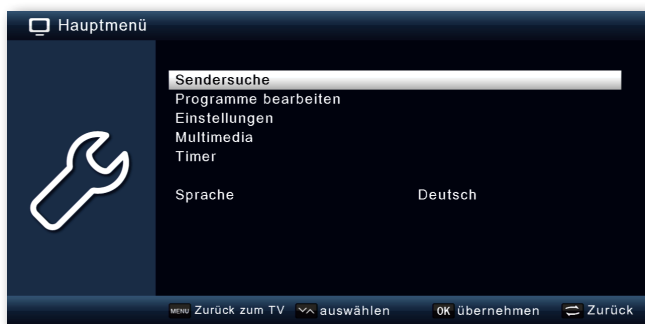 Hauptmenü
Sendersuche
Programme bearbeiten
Einstellungen
Multimedia
Timer
Sprache Deutsch
MENU Zurück zum TV auswählen OK übernehmen Zurück